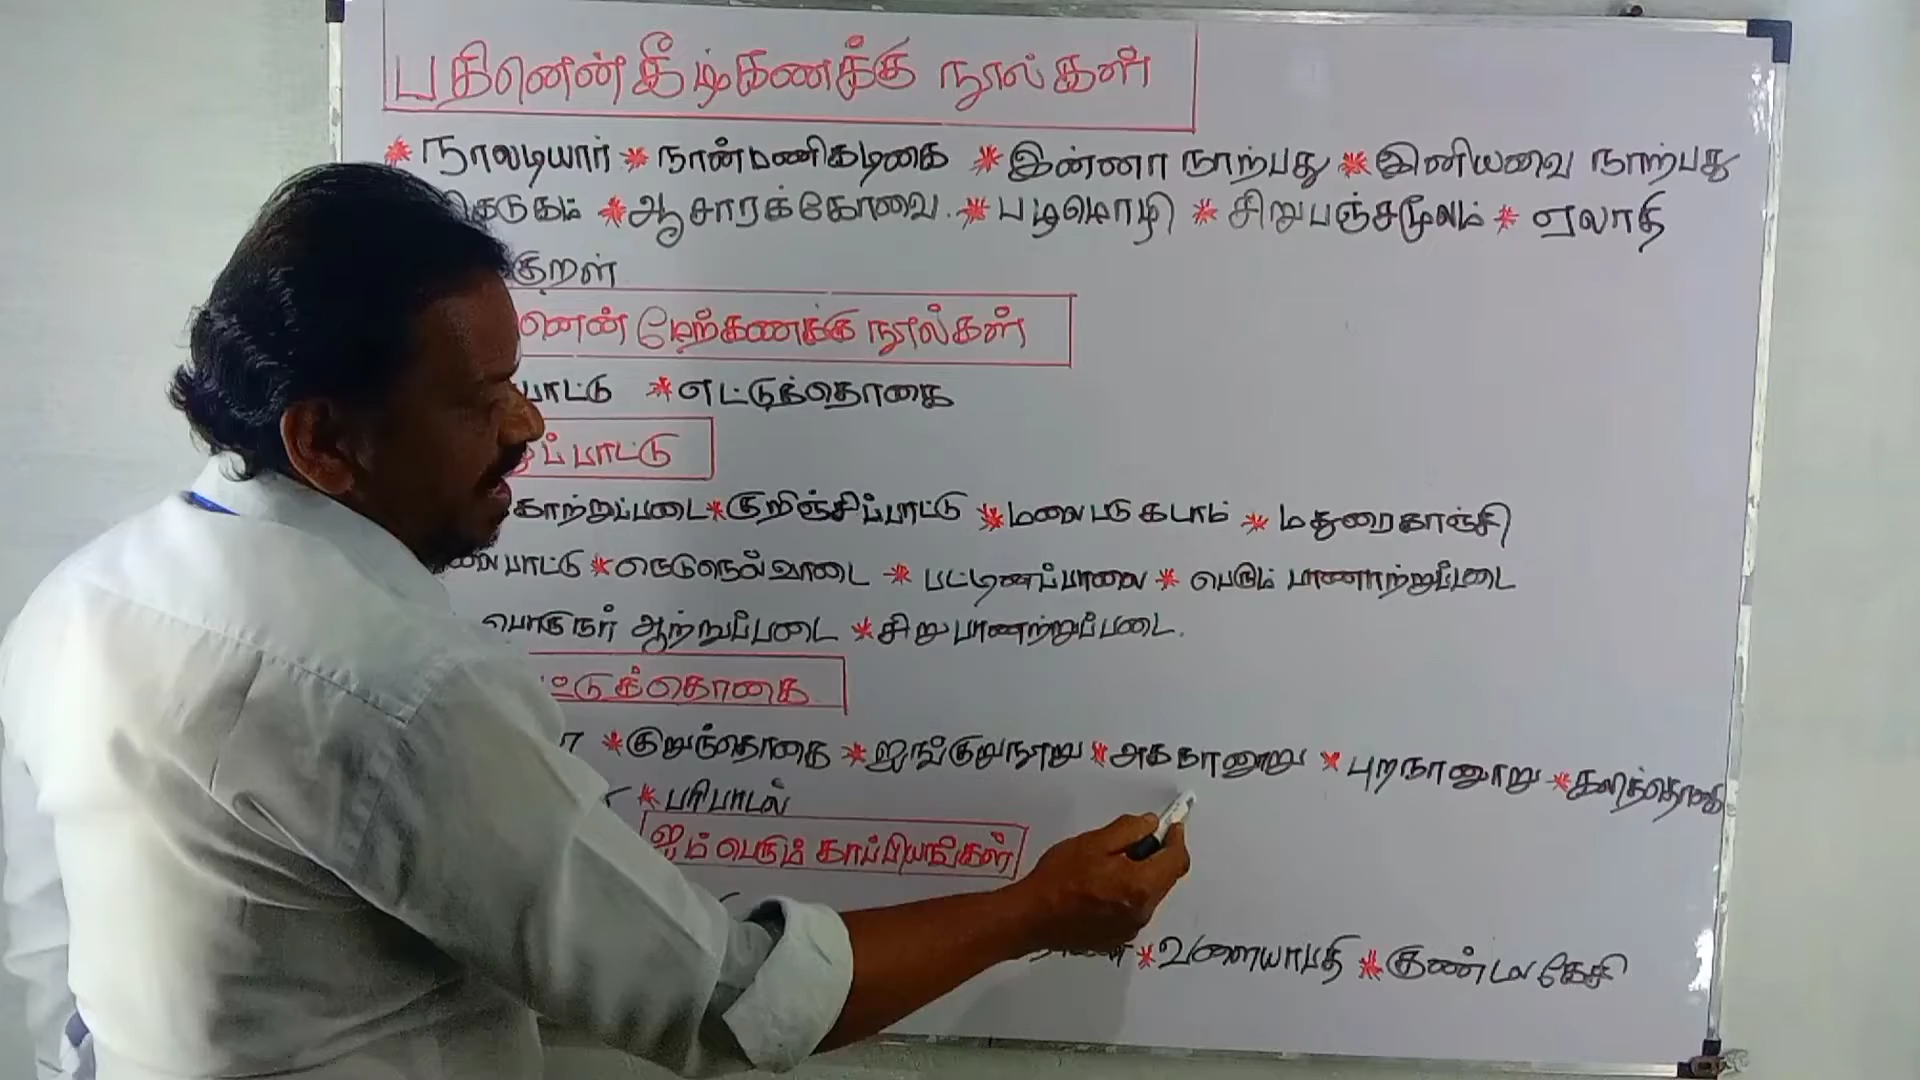 பதினென்கீழ்கணக்கு நூல்கள்
* நாலடியார் * நான்மணிகடிகை * இன்னா நாற்பது * இனியவை நாற்பது
கடுகம் * ஆசாரக்கோவை. * பழமொழி * சிறுபஞ்சமூலம் * ஏலாதி
குறள்
னென் மேற்கணக்கு நூல்கள்
பாட்டு * எட்டுத்தொகை
ப்பாட்டு
காற்றுப்படை * குறிஞ்சிப்பாட்டு * மலைபடுகடாம் * மதுரைகாஞ்சி
லைபாட்டு * நெடுநெல்வாடை * பட்டினப்பாலை * பெரும் பாணாற்றுப்படை
பொருநர் ஆற்றுப்படை * சிறுபாணற்றுப்படை.
ட்டுத்தொகை
* குறுந்தொகை * ஐங்குறுநூறு * அகநானூறு * புறநானூறு * கலித்தொகை
* பரிபாடல்
ஐம்பெரும் காப்பியங்கள்
* வளையாபதி * குண்டலகேசி